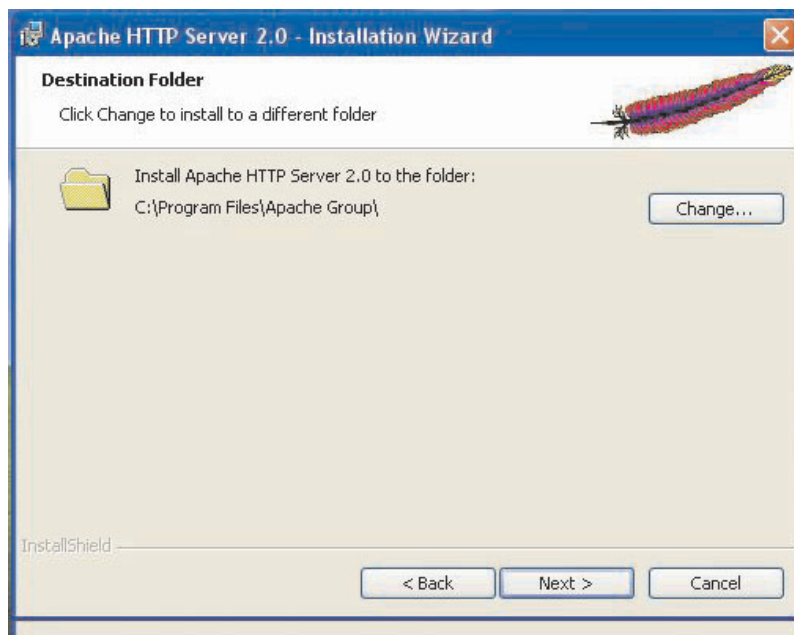 Apache HTTP Server 2.0 - Installation Wizard
Destination Folder
Click Change to install to a different folder
Install Apache HTTP Server 2.0 to the folder:
C:\Program Files\Apache Group\
Change...
InstallShield
< Back
Next >
Cancel